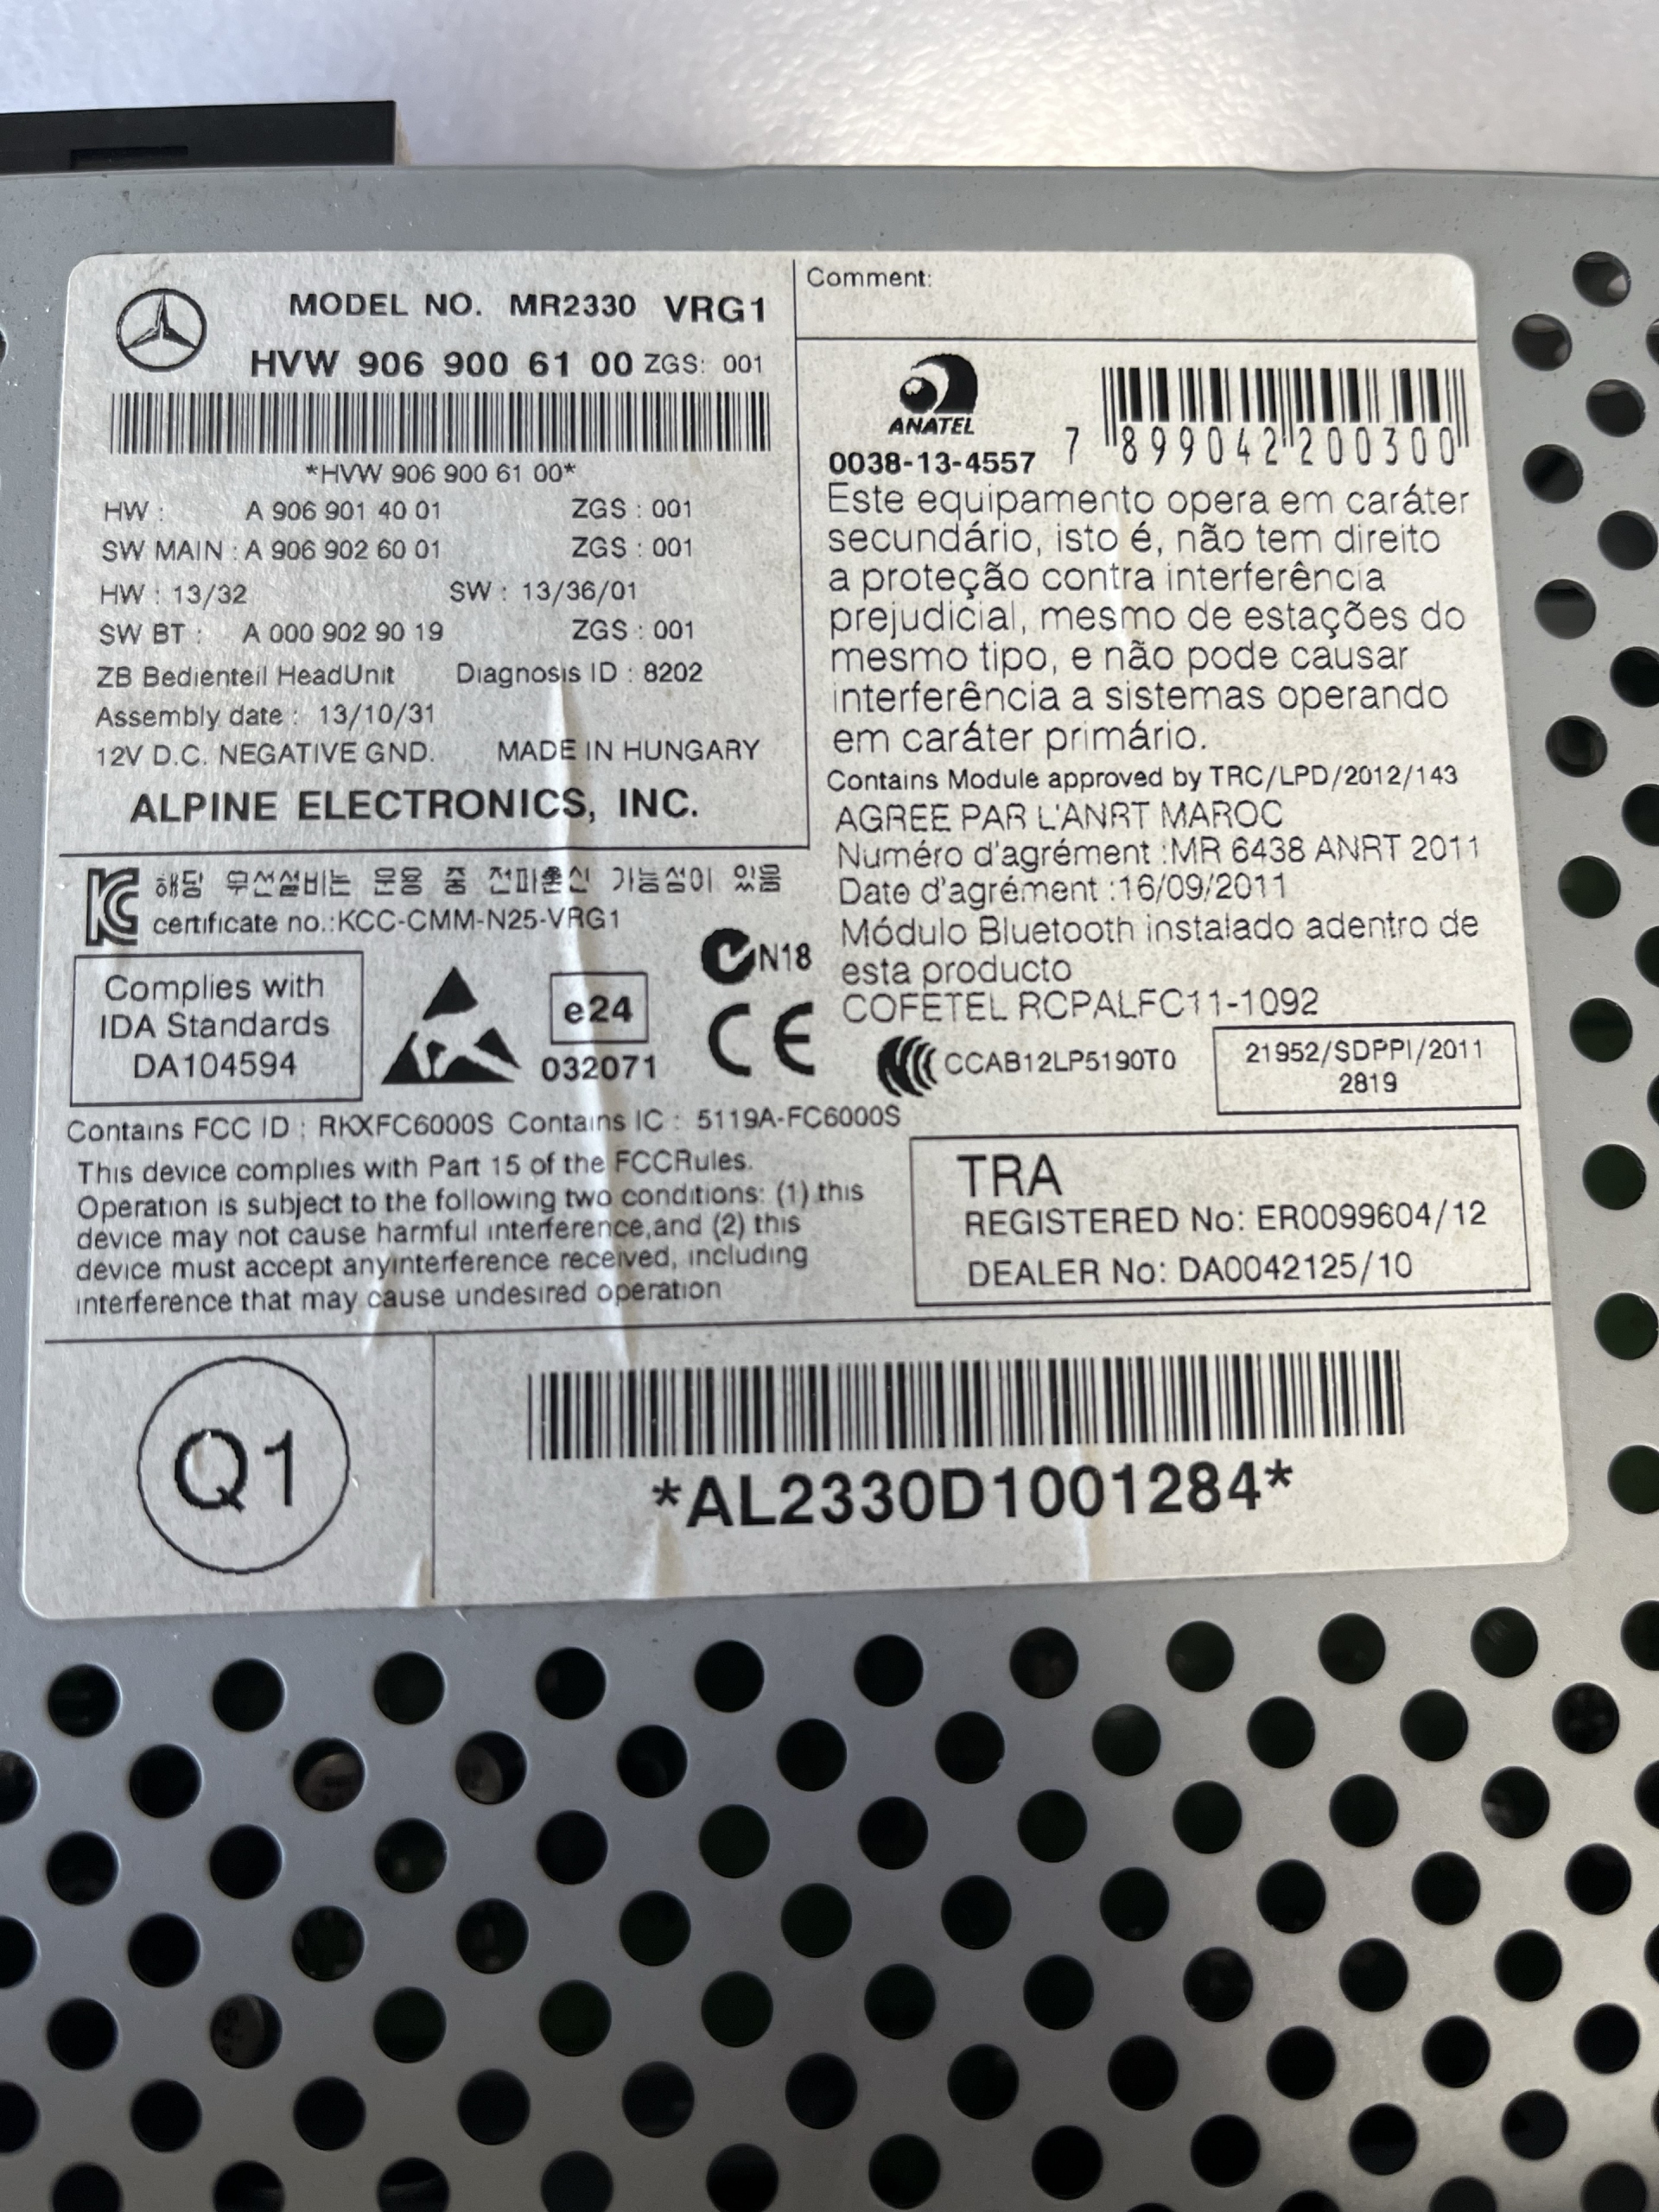 MODEL NO. MR2330 VRG1
HVW 906 900 61 00 ZGS: 001
*HVW 906 900 61 00*
HW : A 906 901 40 01 ZGS : 001
SW MAIN : A 906 902 60 01 ZGS : 001
HW : 13/32 SW : 13/36/01
SW BT : A 000 902 90 19 ZGS : 001
ZB Bedienteil HeadUnit Diagnosis ID : 8202
Assembly date : 13/10/31
12V D.C. NEGATIVE GND. MADE IN HUNGARY
ALPINE ELECTRONICS, INC.
해당 무선설비는 운용 중 전파혼신 가능성이 있음
certificate no.:KCC-CMM-N25-VRG1
Complies with
IDA Standards
DA104594
e24
032071
N18
CE
Contains FCC ID : RKXFC6000S Contains IC : 5119A-FC6000S
This device complies with Part 15 of the FCCRules.
Operation is subject to the following two conditions: (1) this
device may not cause harmful interference,and (2) this
device must accept anyinterference received, including
interference that may cause undesired operation
Comment:
ANATEL
0038-13-4557
7 899042 200300
Este equipamento opera em caráter
secundário, isto é, não tem direito
a proteção contra interferência
prejudicial, mesmo de estações do
mesmo tipo, e não pode causar
interferência a sistemas operando
em caráter primário.
Contains Module approved by TRC/LPD/2012/143
AGREE PAR L'ANRT MAROC
Numéro d'agrément :MR 6438 ANRT 2011
Date d'agrément :16/09/2011
Módulo Bluetooth instalado adentro de
esta producto
COFETEL RCPALFC11-1092
CCAB12LP5190T0
21952/SDPPI/2011
2819
TRA
REGISTERED No: ER0099604/12
DEALER No: DA0042125/10
Q1
*AL2330D1001284*